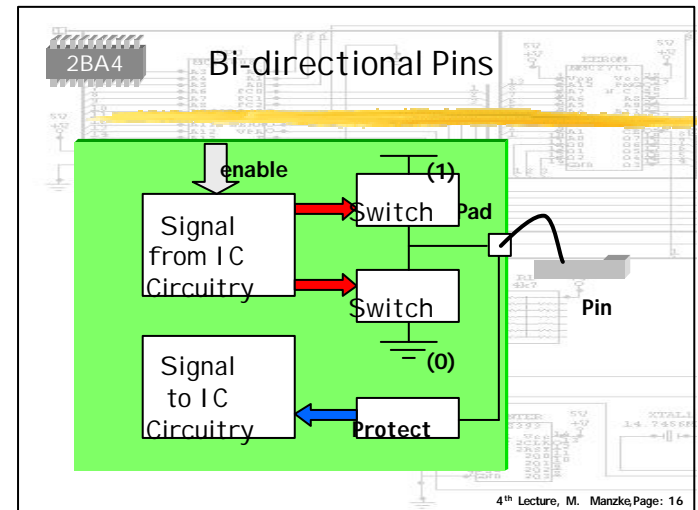 2BA4
Bi-directional Pins
enable
(1)
Signal
from IC
Circuitry
Switch
Pad
Switch
Pin
(0)
Signal
to IC
Circuitry
Protect
4th Lecture, M. Manzke,Page: 16